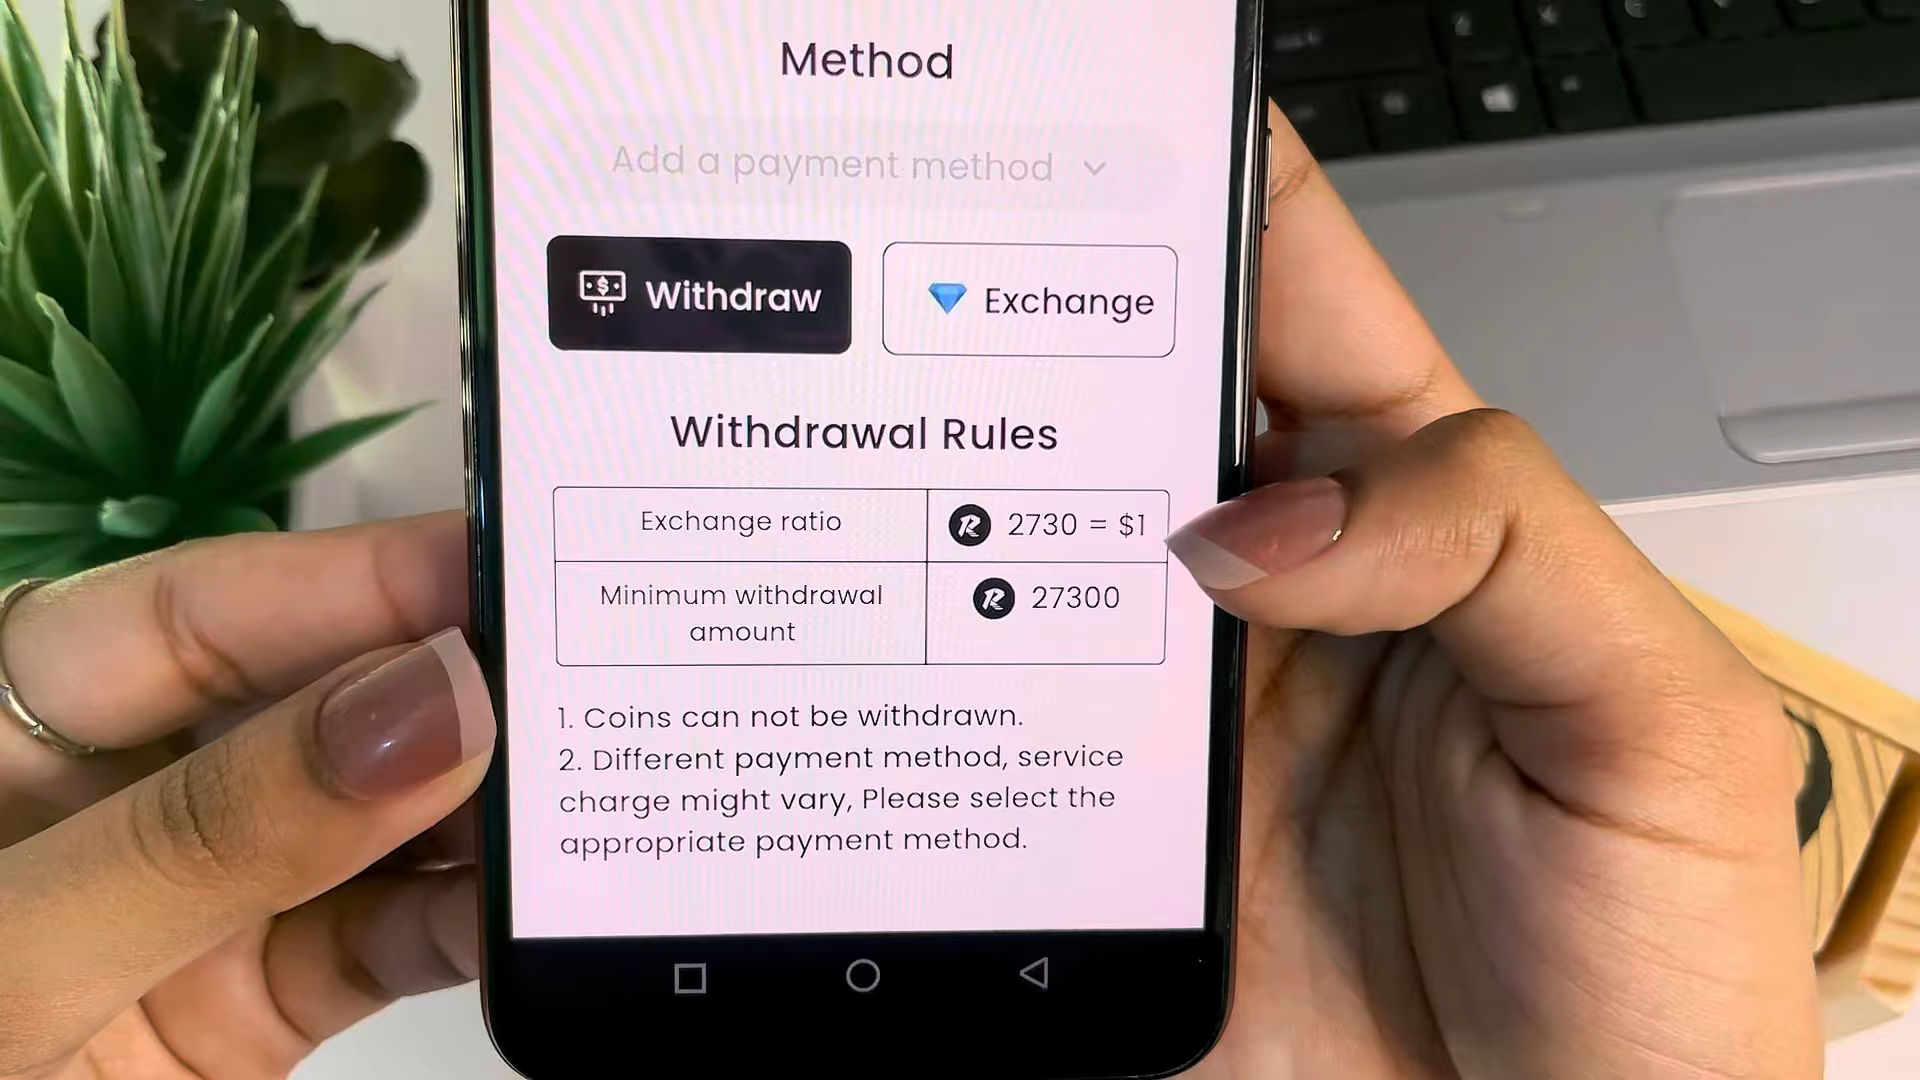 Method
Add a payment method
Withdraw
Exchange
Withdrawal Rules
Exchange ratio
R 2730 = $1
Minimum withdrawal
amount
R 27300
1. Coins can not be withdrawn.
2. Different payment method, service
charge might vary, Please select the
appropriate payment method.